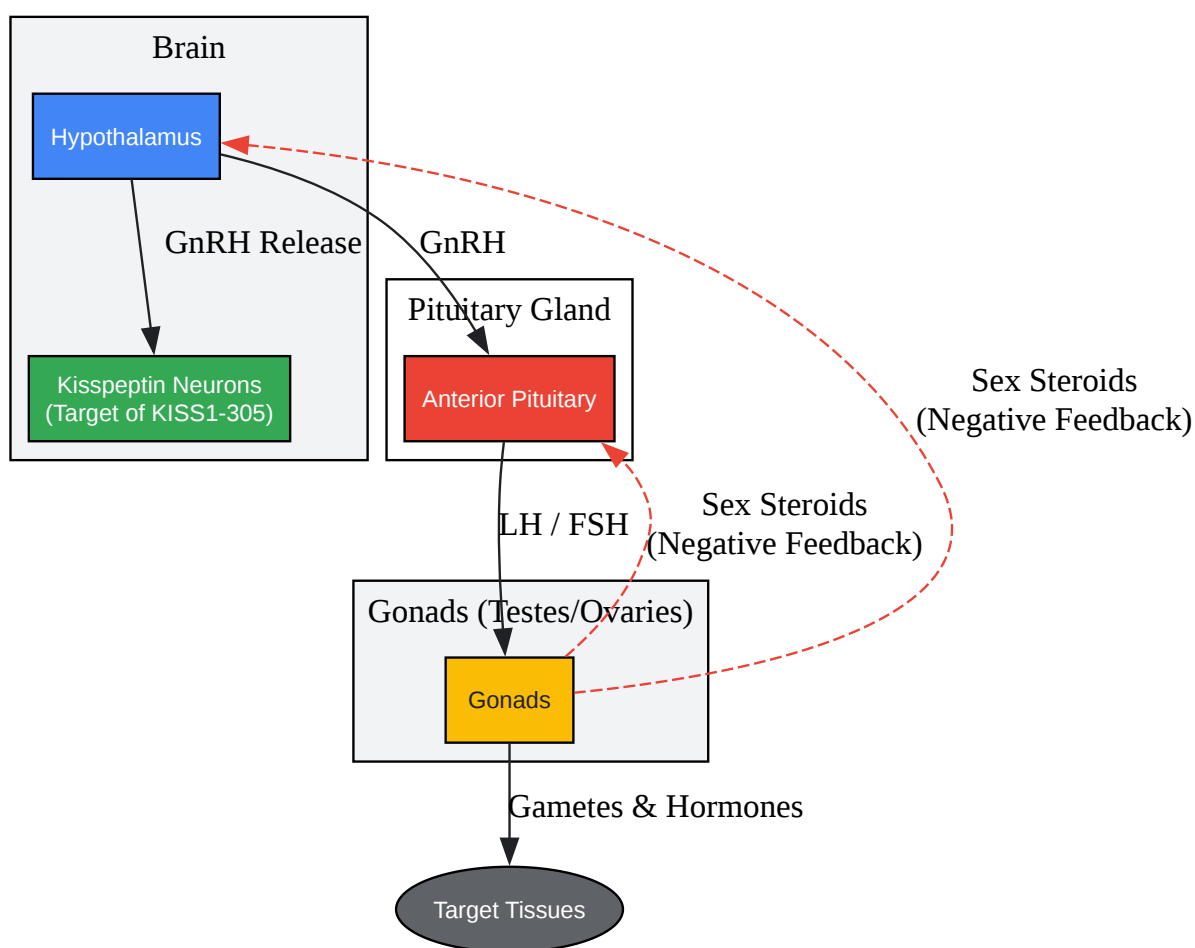 Brain
Hypothalamus
GnRH Release
GnRH
Pituitary Gland
Kisspeptin Neurons
(Target of KISS1-305)
Anterior Pituitary
Sex Steroids
(Negative Feedback)
LH / FSH
Sex Steroids
(Negative Feedback)
Gonads (Testes/Ovaries)
Gonads
Gametes & Hormones
Target Tissues